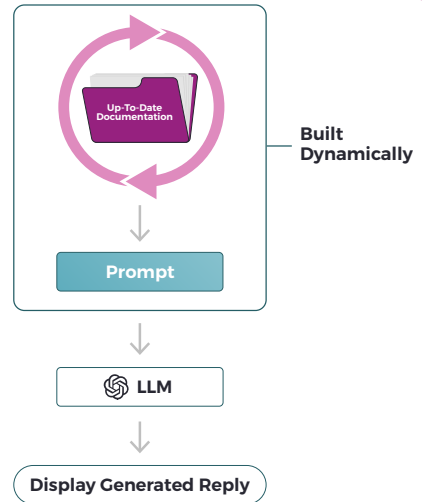 Up-To-Date
Documentation
Built
Dynamically
Prompt
LLM
Display Generated Reply